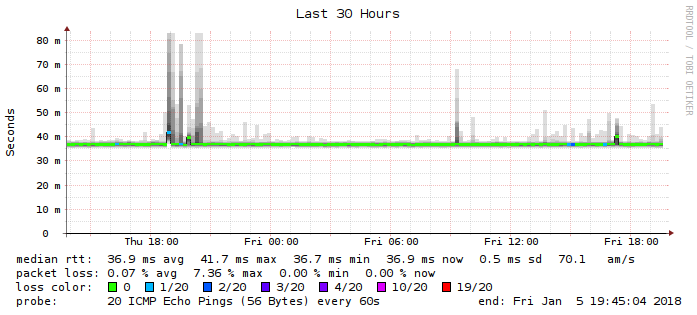 Last 30 Hours
RRDTOOL / TOBI OETIKER
Seconds
80 m
70 m
60 m
50 m
40 m
30 m
20 m
10 m
0
Thu 18:00 Fri 00:00 Fri 06:00 Fri 12:00 Fri 18:00
median rtt: 36.9 ms avg 41.7 ms max 36.7 ms min 36.9 ms now 0.5 ms sd 70.1 am/s
packet loss: 0.07 % avg 7.36 % max 0.00 % min 0.00 % now
loss color: 0 1/20 2/20 3/20 4/20 10/20 19/20
probe: 20 ICMP Echo Pings (56 Bytes) every 60s end: Fri Jan 5 19:45:04 2018